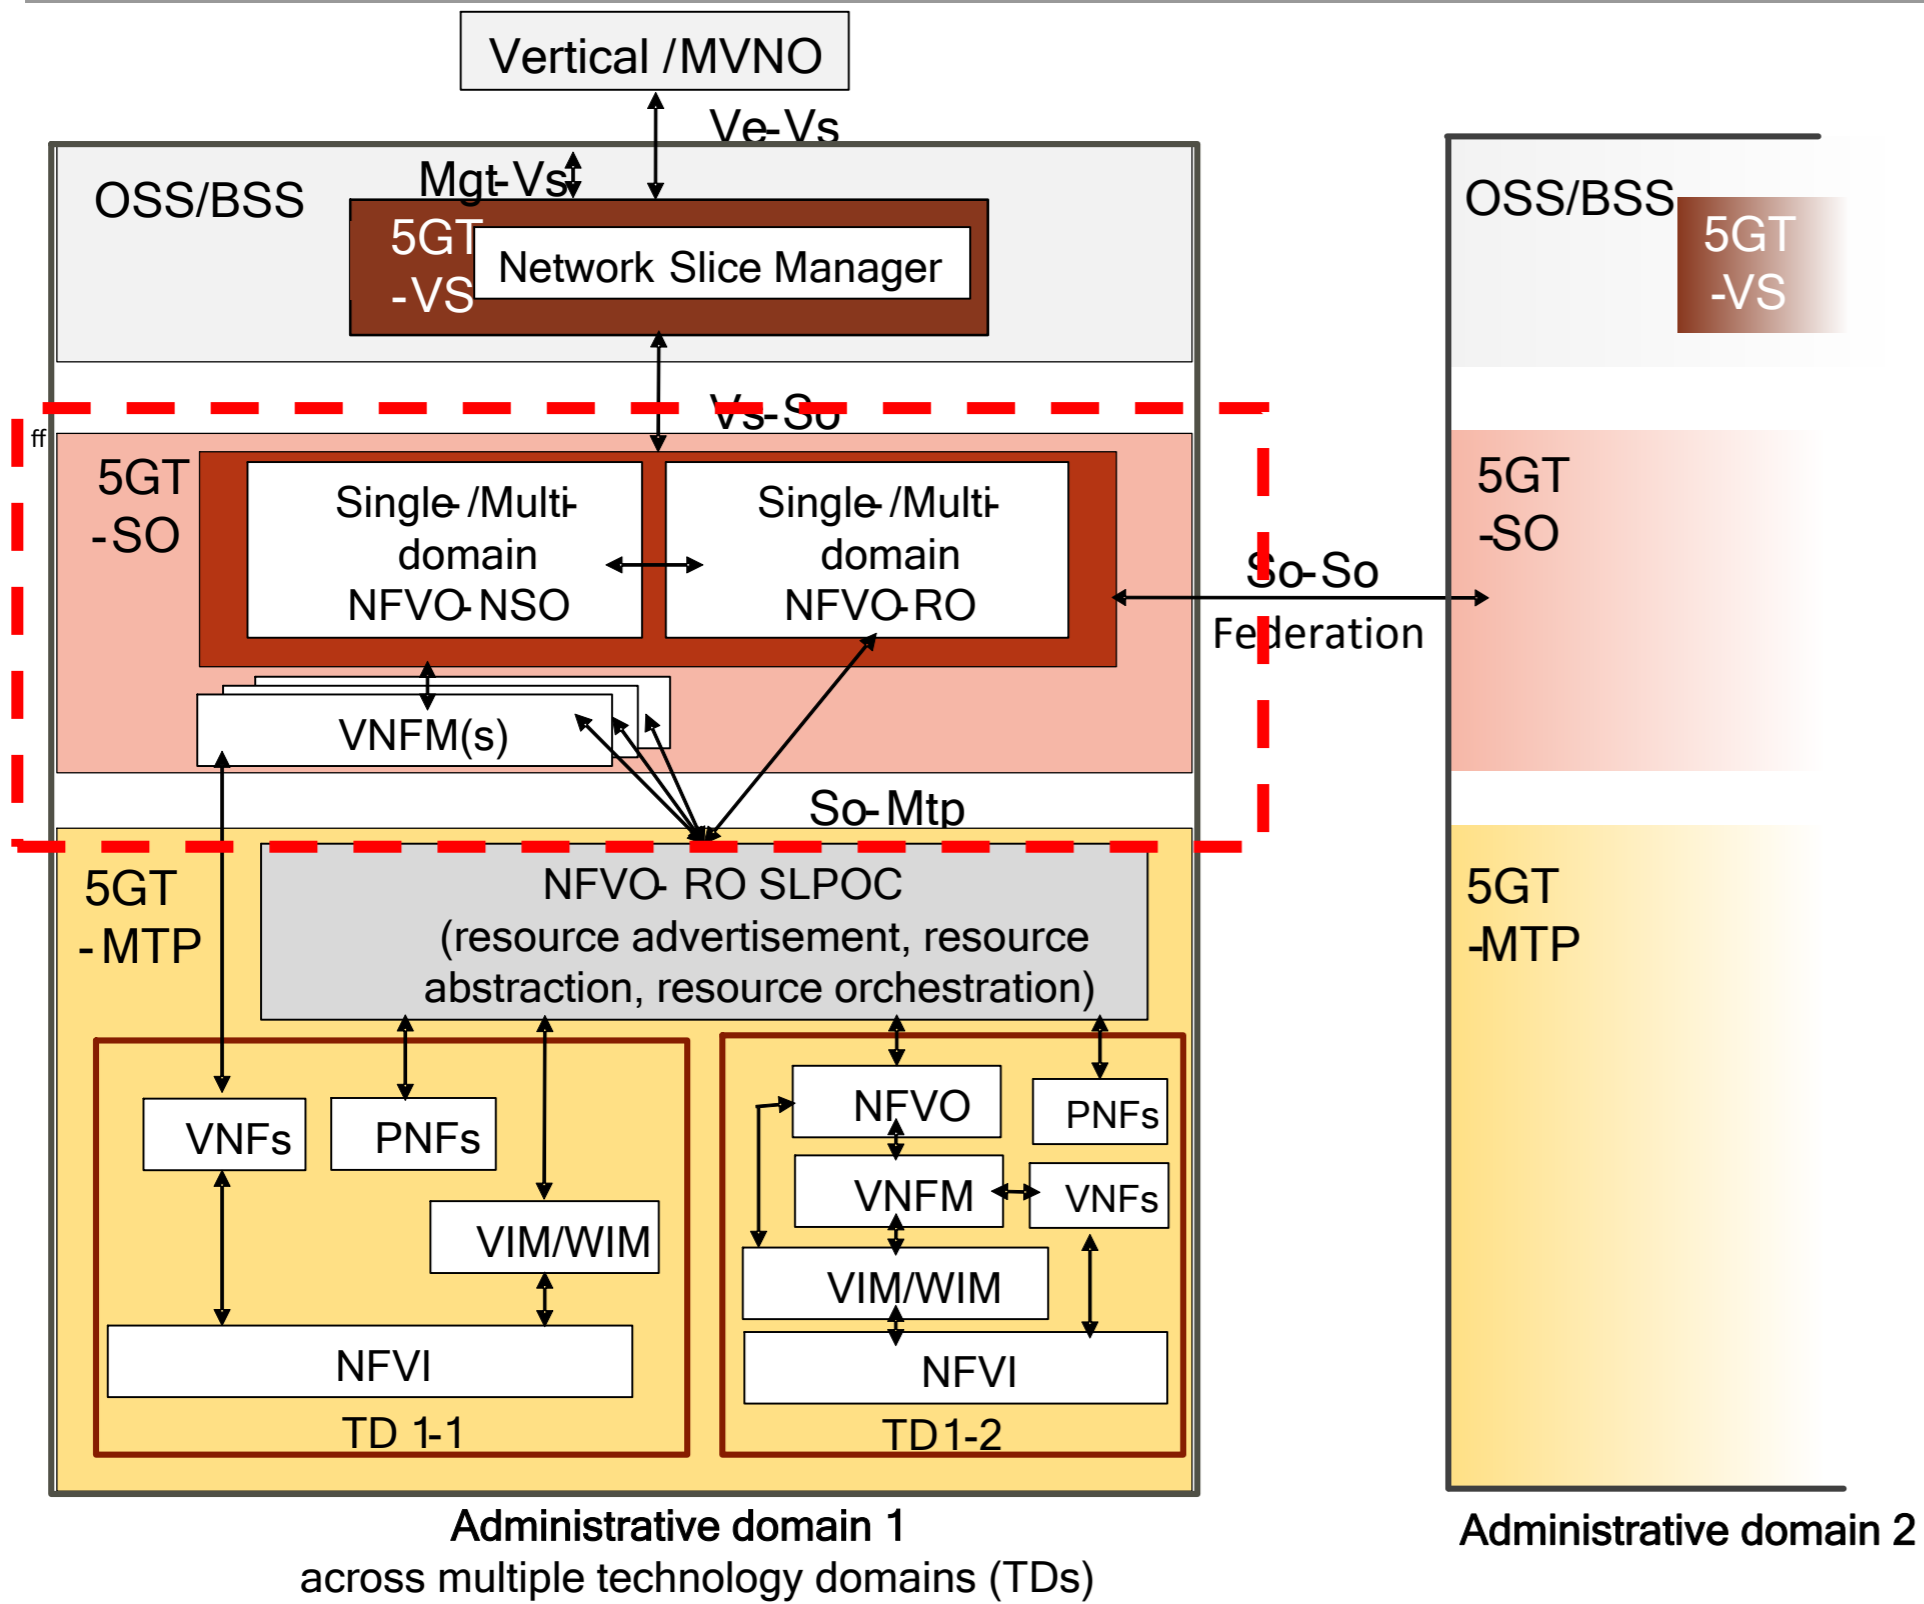 Vertical /MVNO
Ve-Vs
Mgt-Vs
OSS/BSS
5GT
-VS
Network Slice Manager
Vs-So
ff
5GT
-SO
Single-/Multi-
domain
NFVO-NSO
Single-/Multi-
domain
NFVO-RO
VNFM(s)
So-Mtp
So-So
Federation
5GT
-MTP
NFVO- RO SLPOC
(resource advertisement, resource
abstraction, resource orchestration)
VNFs
PNFs
VIM/WIM
NFVI
TD 1-1
NFVO
PNFs
VNFM
VNFs
VIM/WIM
NFVI
TD1-2
Administrative domain 1
across multiple technology domains (TDs)
OSS/BSS
5GT
-VS
5GT
-SO
5GT
-MTP
Administrative domain 2